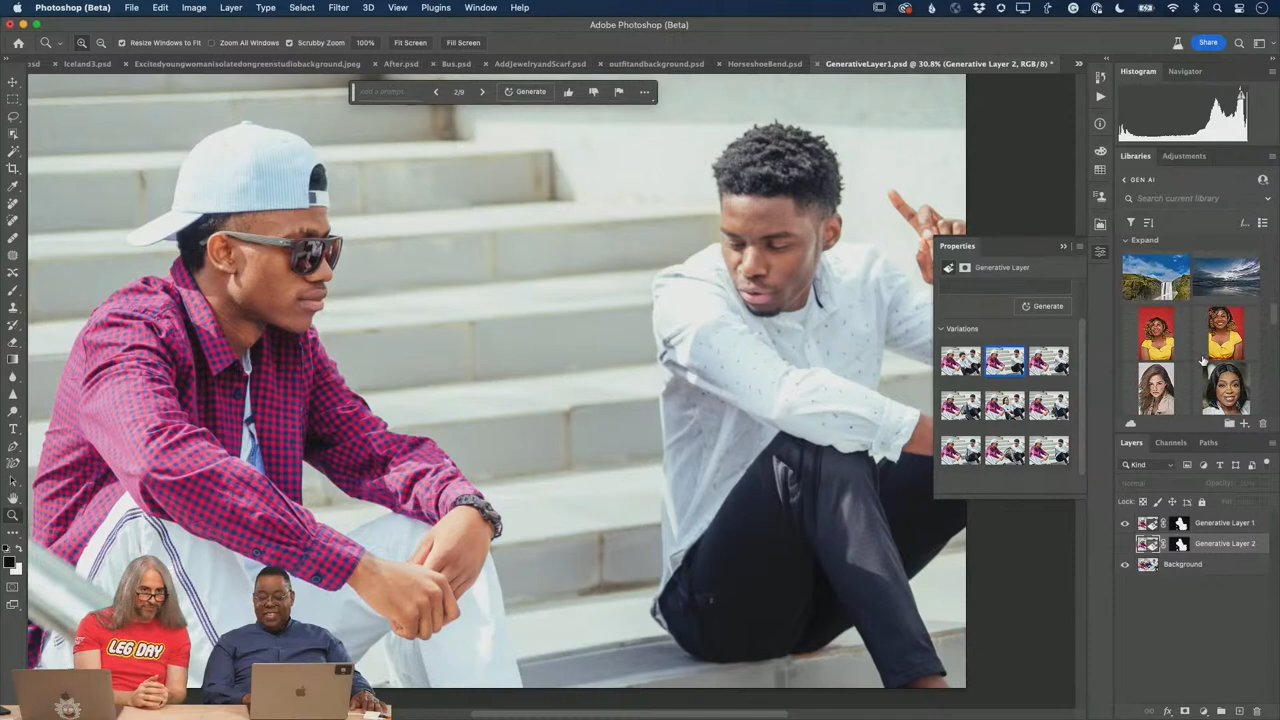 Photoshop (Beta) File Edit Image Layer Type Select Filter 3D View Plugins Window Help
Adobe Photoshop (Beta)
Resize Windows to Fit Zoom All Windows Scrubby Zoom 100% Fit Screen Fill Screen Share
sd Iceland3.psd Excitedyoungwomanisolatedongreenstudiobackground.jpeg After.psd Bus.psd AddJewelryandScarf.psd outfitandbackground.psd HorseshoeBend.psd GenerativeLayer1.psd @ 30.8% (Generative Layer 2, RGB/8) *
Histogram Navigator
Add a prompt... 2/9 Generate
Libraries Adjustments
GEN AI
Search current library
Expand
Properties
Generative Layer
Generate
Variations
Layers Channels Paths
Kind
Normal Opacity:
Lock: Fill
Generative Layer 1
Generative Layer 2
Background
LEG DAY